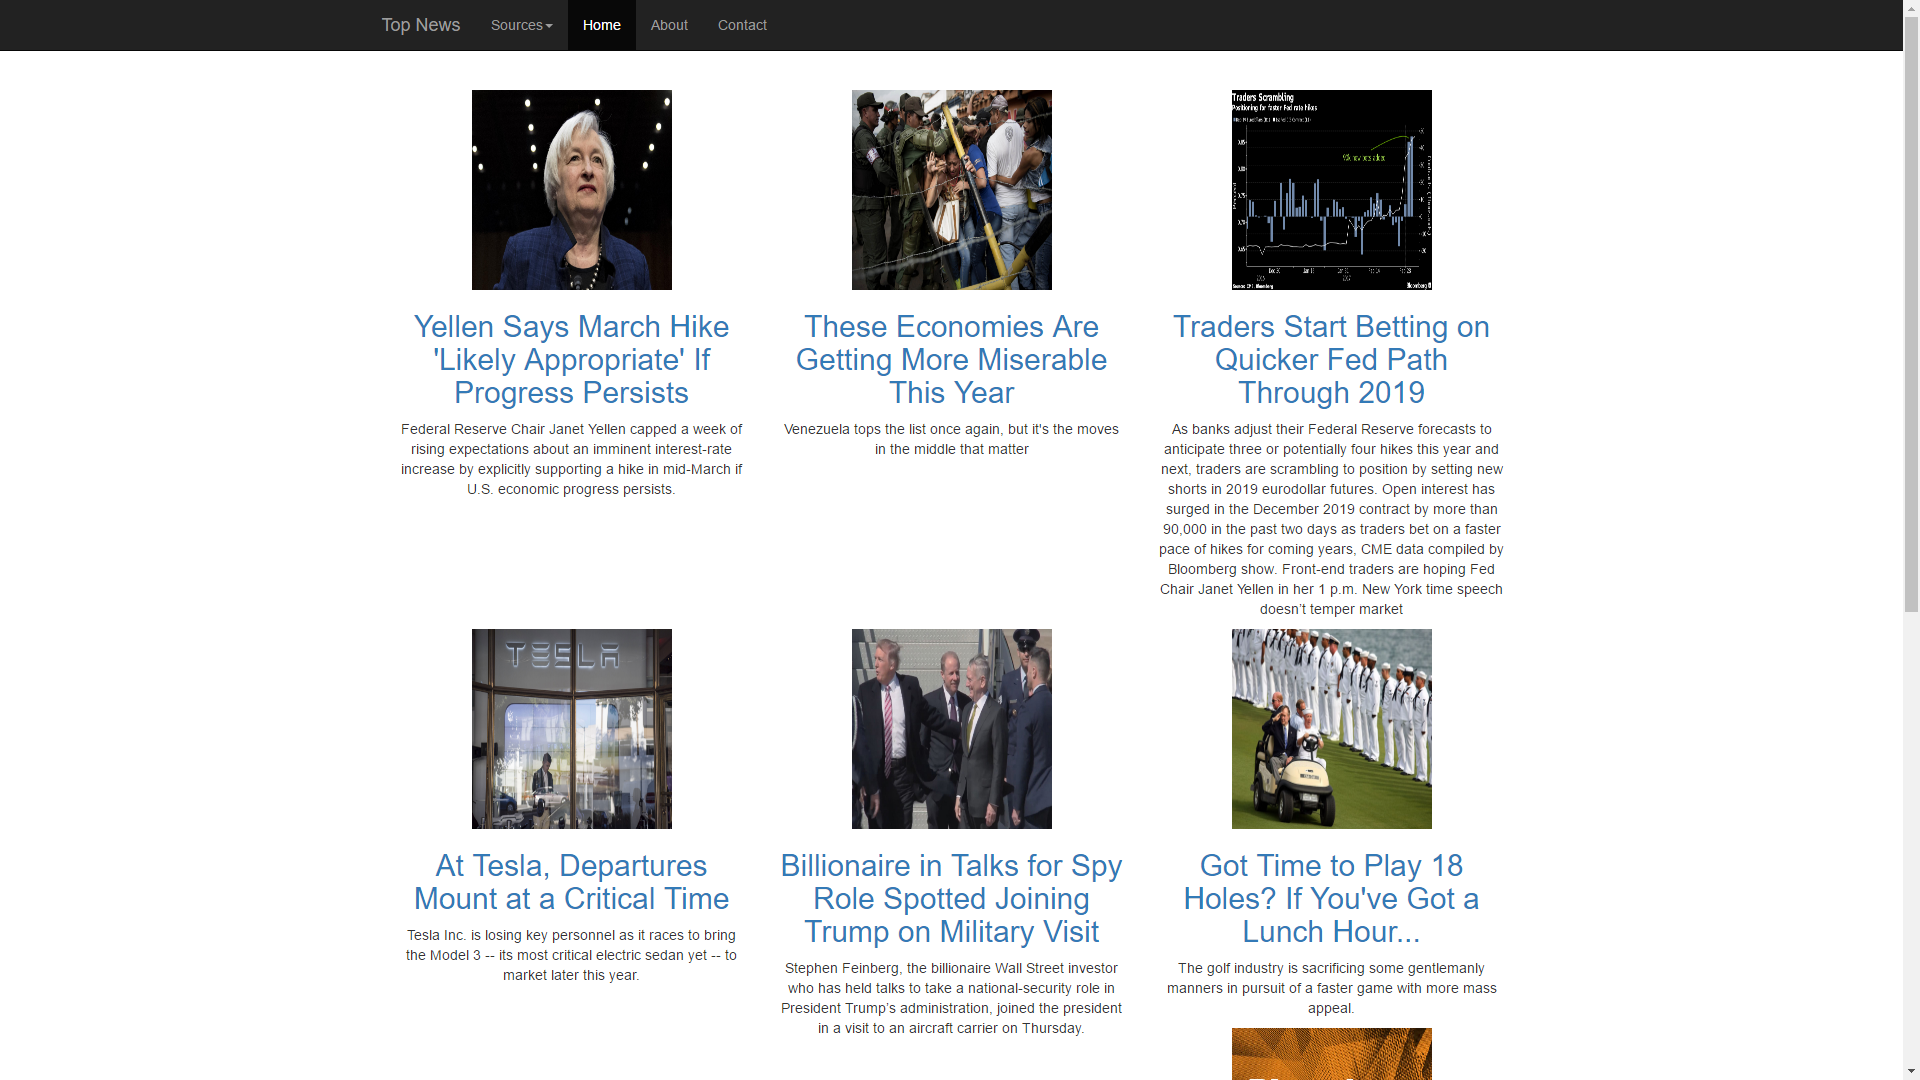 Top News
Sources
Home
About
Contact
Traders Scrambling
Positioning for faster Fed rate hikes
Yellen Says March Hike
'Likely Appropriate' If
Progress Persists
Federal Reserve Chair Janet Yellen capped a week of
rising expectations about an imminent interest-rate
increase by explicitly supporting a hike in mid-March if
U.S. economic progress persists.
These Economies Are
Getting More Miserable
This Year
Venezuela tops the list once again, but it's the moves
in the middle that matter
Traders Start Betting on
Quicker Fed Path
Through 2019
As banks adjust their Federal Reserve forecasts to
anticipate three or potentially four hikes this year and
next, traders are scrambling to position by setting new
shorts in 2019 eurodollar futures. Open interest has
surged in the December 2019 contract by more than
90,000 in the past two days as traders bet on a faster
pace of hikes for coming years, CME data compiled by
Bloomberg show. Front-end traders are hoping Fed
Chair Janet Yellen in her 1 p.m. New York time speech
doesn’t temper market
TESLA
At Tesla, Departures
Mount at a Critical Time
Tesla Inc. is losing key personnel as it races to bring
the Model 3 -- its most critical electric sedan yet -- to
market later this year.
Billionaire in Talks for Spy
Role Spotted Joining
Trump on Military Visit
Stephen Feinberg, the billionaire Wall Street investor
who has held talks to take a national-security role in
President Trump’s administration, joined the president
in a visit to an aircraft carrier on Thursday.
Got Time to Play 18
Holes? If You've Got a
Lunch Hour...
The golf industry is sacrificing some gentlemanly
manners in pursuit of a faster game with more mass
appeal.